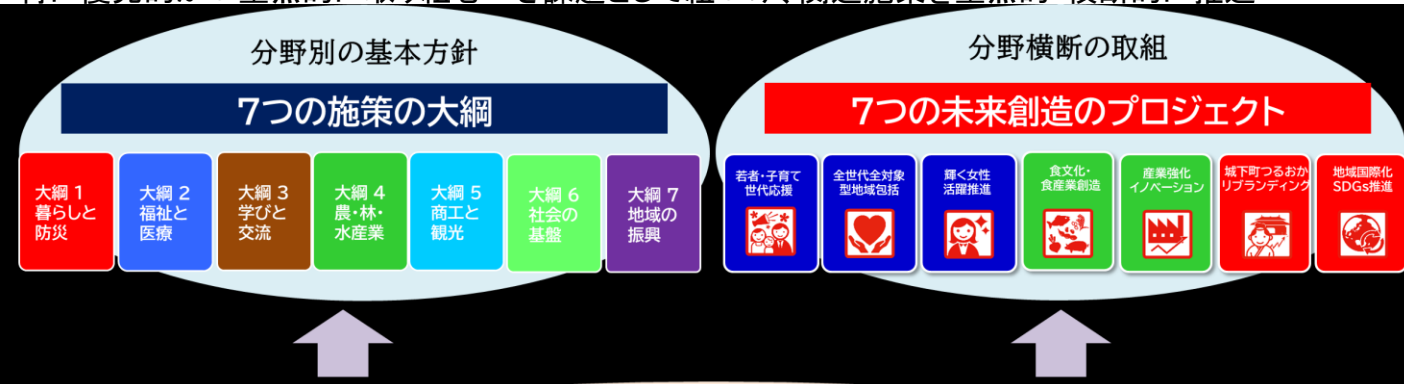 分野別の基本方針
7つの施策の大綱
大綱 1
暮らしと
防災
大綱 2
福祉と
医療
大綱 3
学びと
交流
大綱 4
農・林・
水産業
大綱 5
商工と
観光
大綱 6
社会の
基盤
大綱 7
地域の
振興
分野横断の取組
7つの未来創造のプロジェクト
若者・子育て
世代応援
全世代全対象
型地域包括
輝く女性
活躍推進
食文化・
食産業創造
産業強化
イノベーション
城下町つるおか
リブランディング
地域国際化
SDGs推進